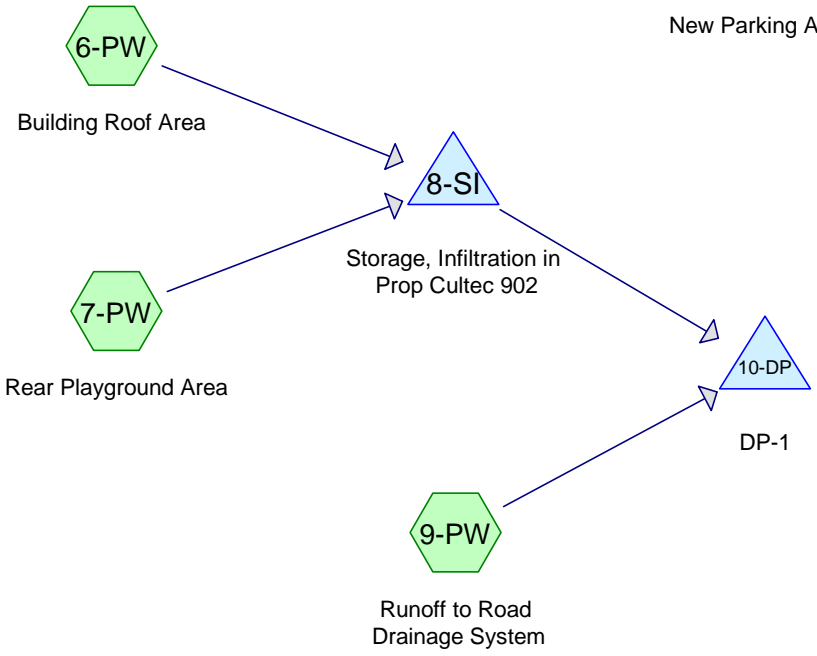 New Parking A
6-PW
Building Roof Area
8-SI
Storage, Infiltration in
Prop Cultec 902
7-PW
Rear Playground Area
10-DP
DP-1
9-PW
Runoff to Road
Drainage System